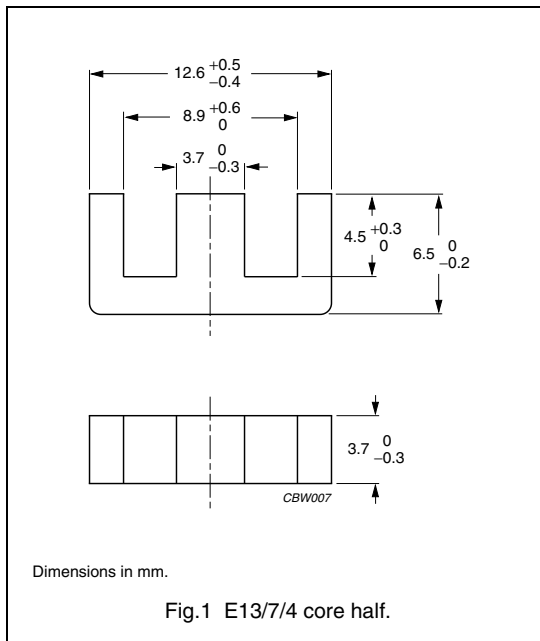 12.6 +0.5 −0.4
8.9 +0.6 0
3.7 0 −0.3
4.5 +0.3 0
6.5 0 −0.2
3.7 0 −0.3
CBW007
Dimensions in mm.
Fig.1 E13/7/4 core half.